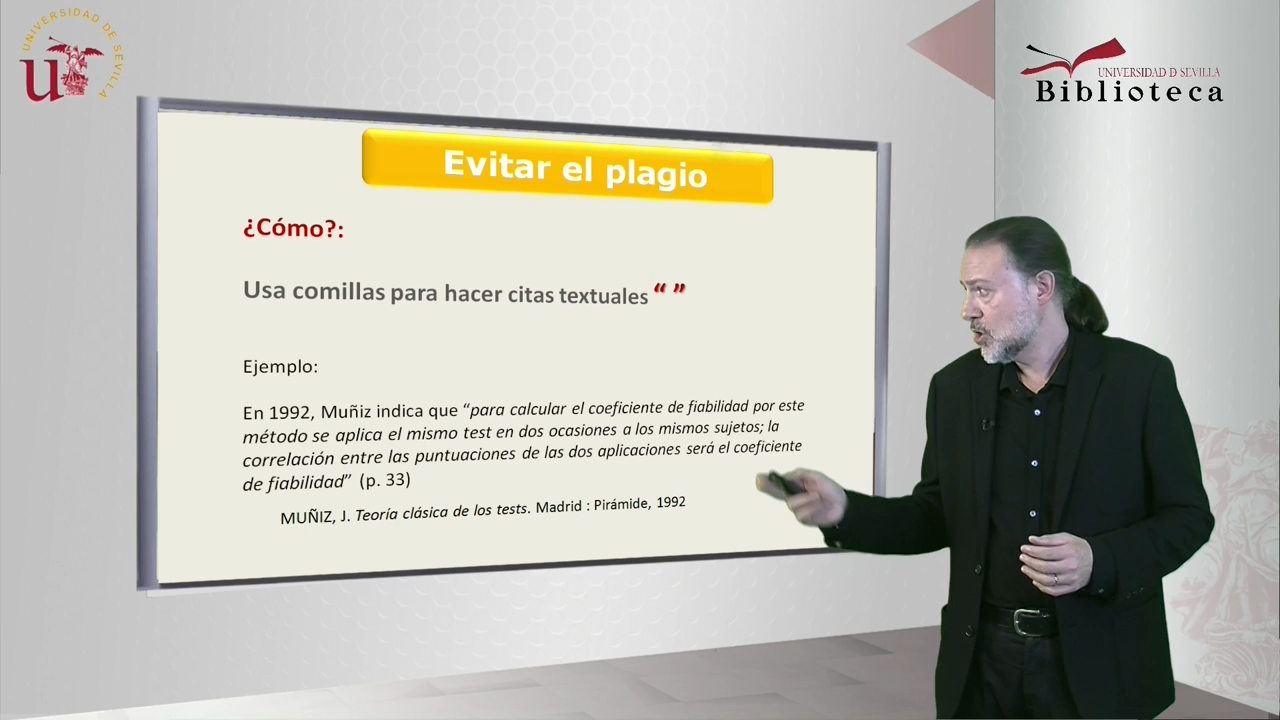 UNIVERSIDAD DE SEVILLA
UNIVERSIDAD D SEVILLA
Biblioteca
Evitar el plagio
¿Cómo?:
Usa comillas para hacer citas textuales “ ”
Ejemplo:
En 1992, Muñiz indica que “para calcular el coeficiente de fiabilidad por este
método se aplica el mismo test en dos ocasiones a los mismos sujetos; la
correlación entre las puntuaciones de las dos aplicaciones será el coeficiente
de fiabilidad” (p. 33)
MUÑIZ, J. Teoría clásica de los tests. Madrid : Pirámide, 1992